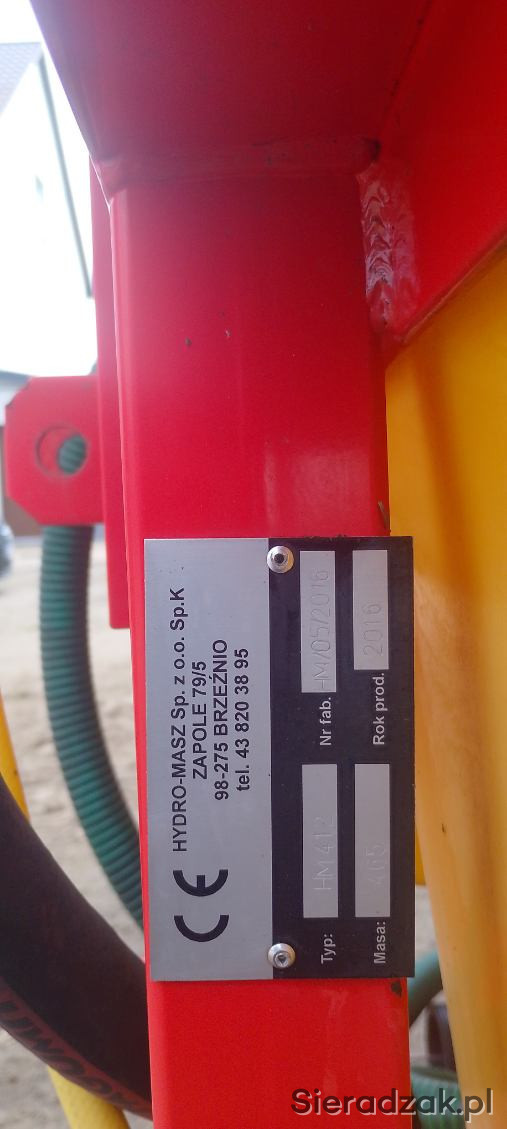 HYDRO-MASZ Sp. z o.o. Sp.K
ZAPOLE 79/5
98-275 BRZEŹNIO
tel. 43 820 38 95
CE
Typ: HM 412
Nr fab. HM/05/2016
Masa: 465
Rok prod. 2016
Sieradzak.pl